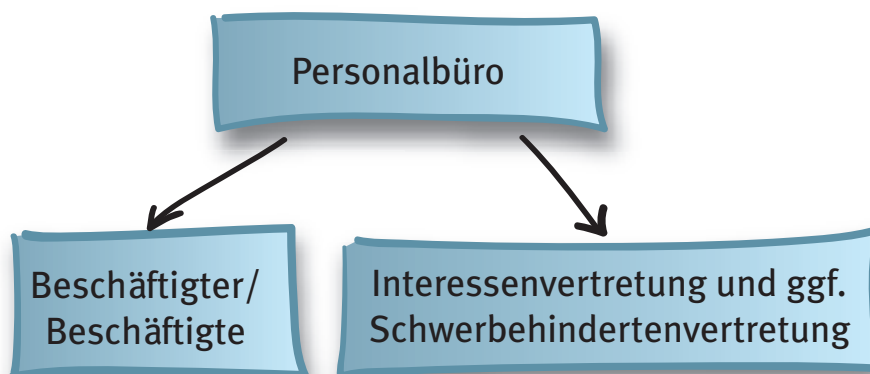 Personalbüro
Beschäftigter/
Beschäftigte
Interessenvertretung und ggf.
Schwerbehindertenvertretung